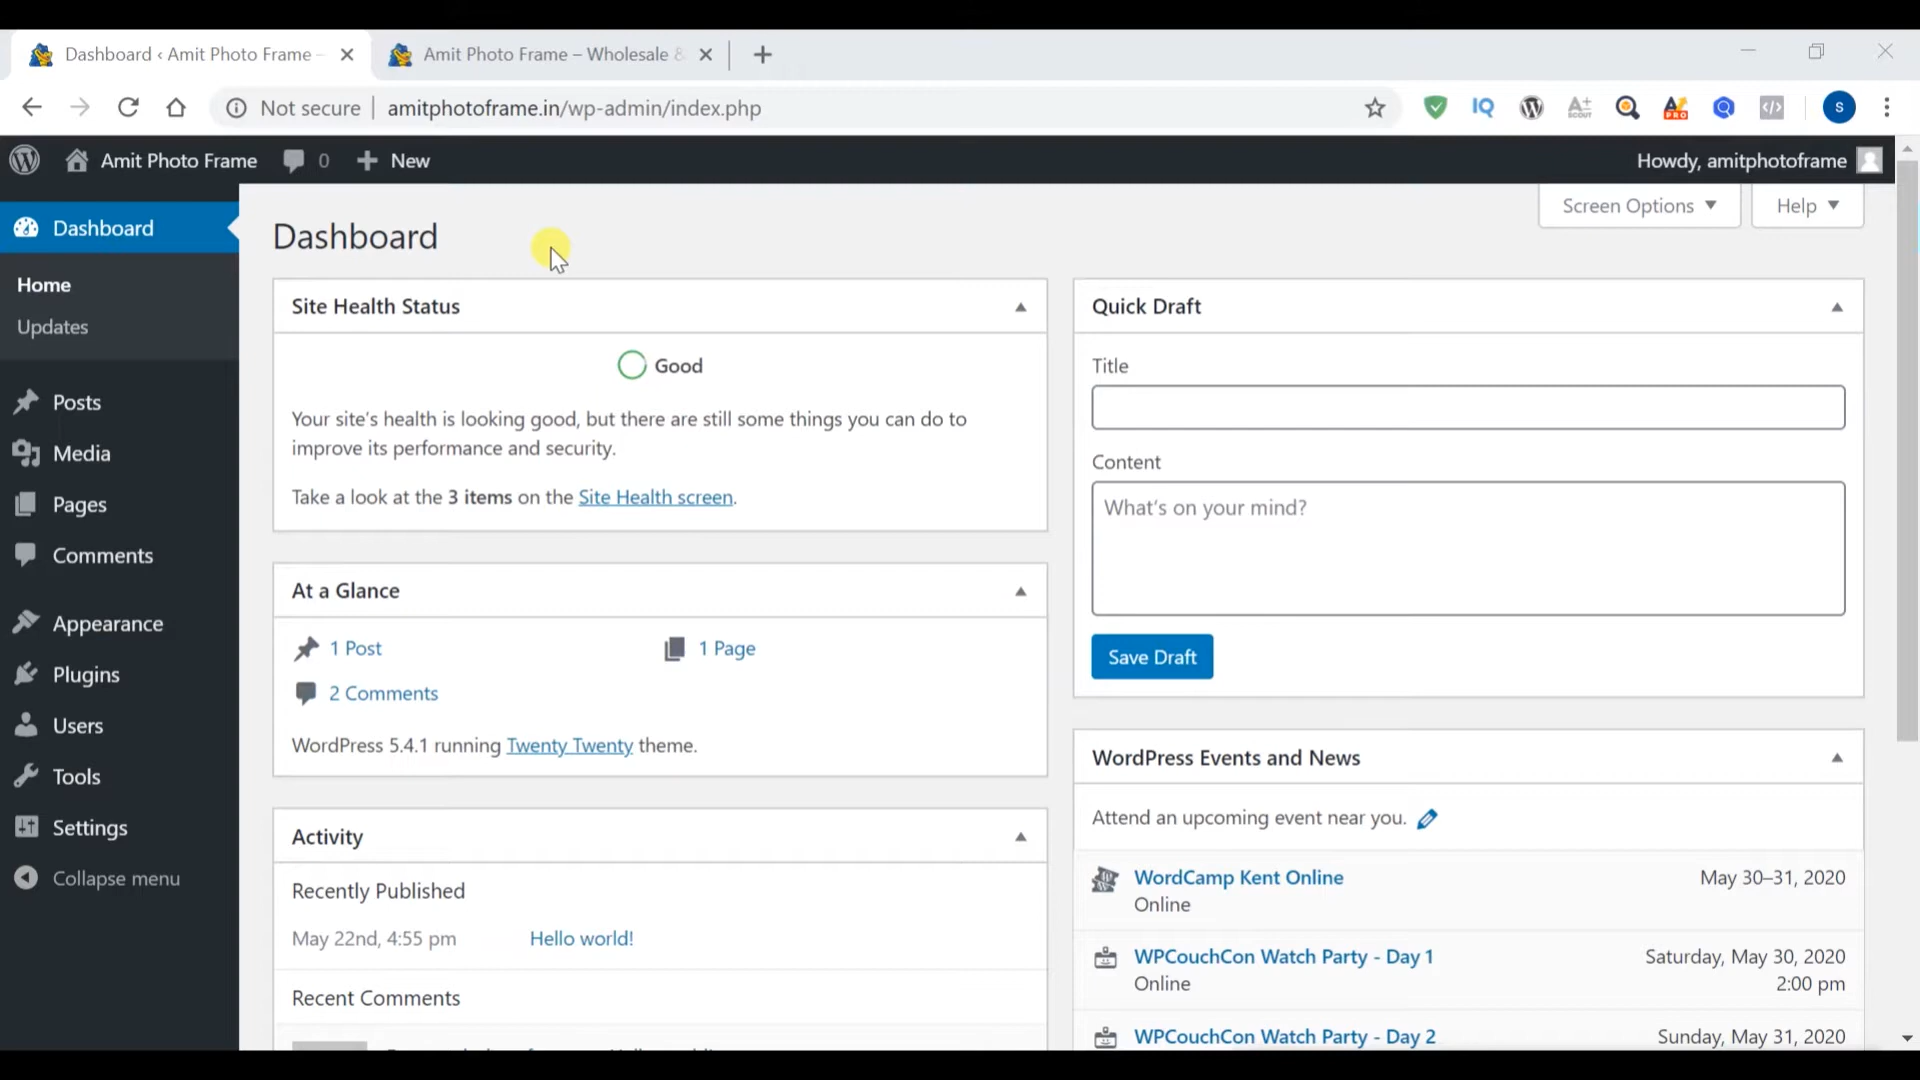 Dashboard ‹ Amit Photo Frame –
Amit Photo Frame – Wholesale &
Not secure
amitphotoframe.in/wp-admin/index.php
IQ
A±
SCOUT
PRO
S
Amit Photo Frame
0
New
Howdy, amitphotoframe
Screen Options
Help
Dashboard
Home
Updates
Posts
Media
Pages
Comments
Appearance
Plugins
Users
Tools
Settings
Collapse menu
Dashboard
Site Health Status
Good
Your site's health is looking good, but there are still some things you can do to
improve its performance and security.
Take a look at the 3 items on the Site Health screen.
At a Glance
1 Post
1 Page
2 Comments
WordPress 5.4.1 running Twenty Twenty theme.
Activity
Recently Published
May 22nd, 4:55 pm
Hello world!
Recent Comments
Quick Draft
Title
Content
What's on your mind?
Save Draft
WordPress Events and News
Attend an upcoming event near you.
WordCamp Kent Online
May 30–31, 2020
Online
WPCouchCon Watch Party - Day 1
Saturday, May 30, 2020
Online
2:00 pm
WPCouchCon Watch Party - Day 2
Sunday, May 31, 2020